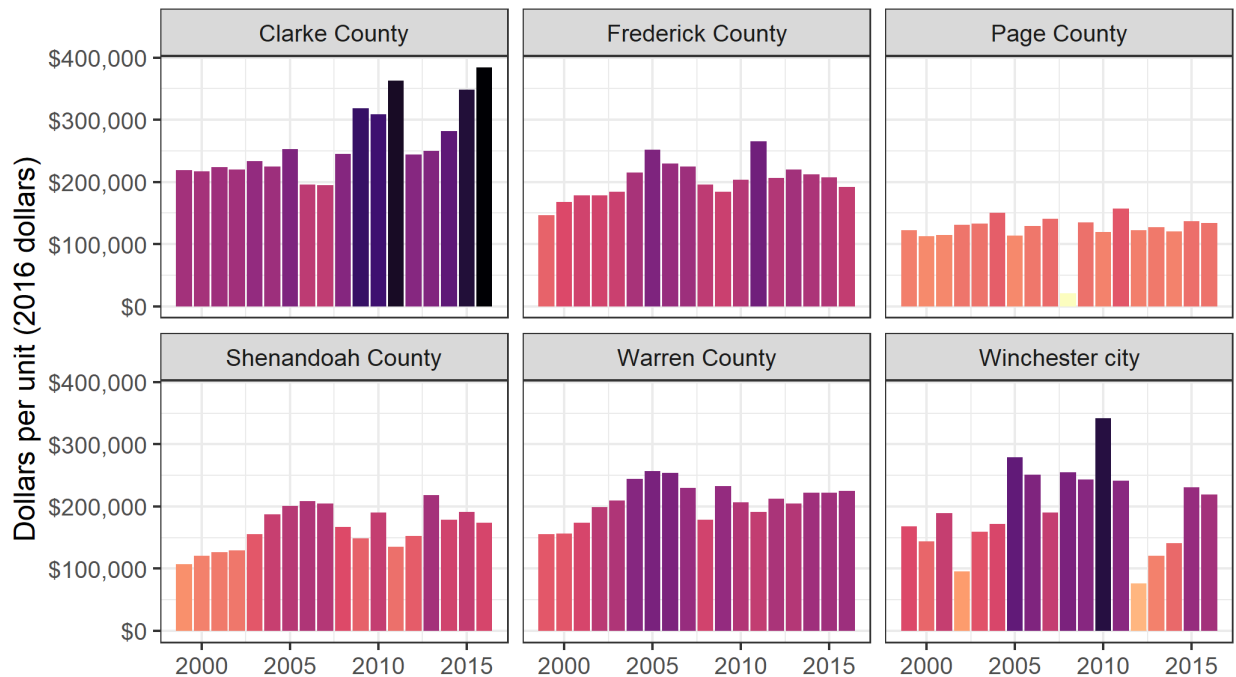 Clarke County
Frederick County
Page County
$400,000
$300,000
$200,000
$100,000
$0
Shenandoah County
Warren County
Winchester city
$400,000
$300,000
$200,000
$100,000
$0
2000 2005 2010 2015
2000 2005 2010 2015
2000 2005 2010 2015
Dollars per unit (2016 dollars)